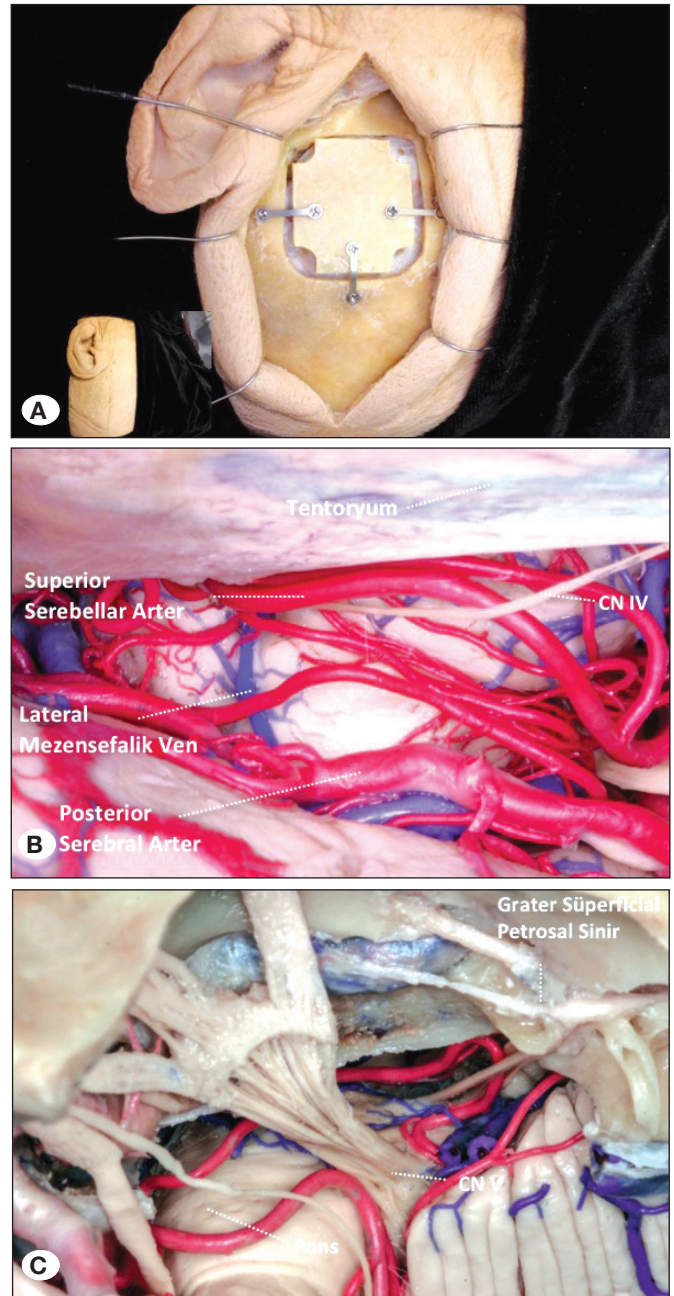 A
Tentoryum
Superior
Serebellar Arter
CN IV
Lateral
Mezensefalik Ven
Posterior
Serebral Arter
B
Grater Süperficial
Petrosal Sinir
CN V
Pons
C